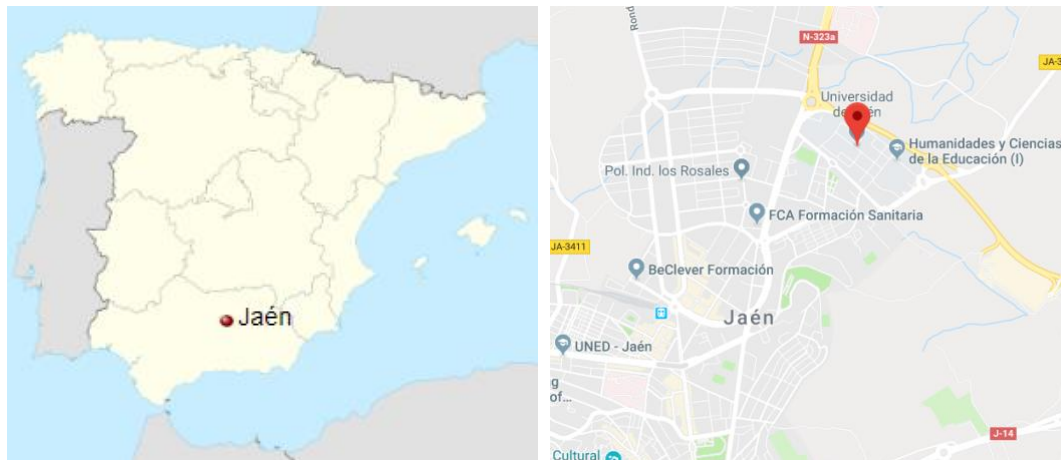 Jaén
Rond
N-323a
JA-3
Universidad
de Jaén
Humanidades y Ciencias
de la Educación (I)
Pol. Ind. los Rosales
FCA Formación Sanitaria
JA-3411
BeClever Formación
Jaén
UNED - Jaén
g
of...
J-14
Cultural